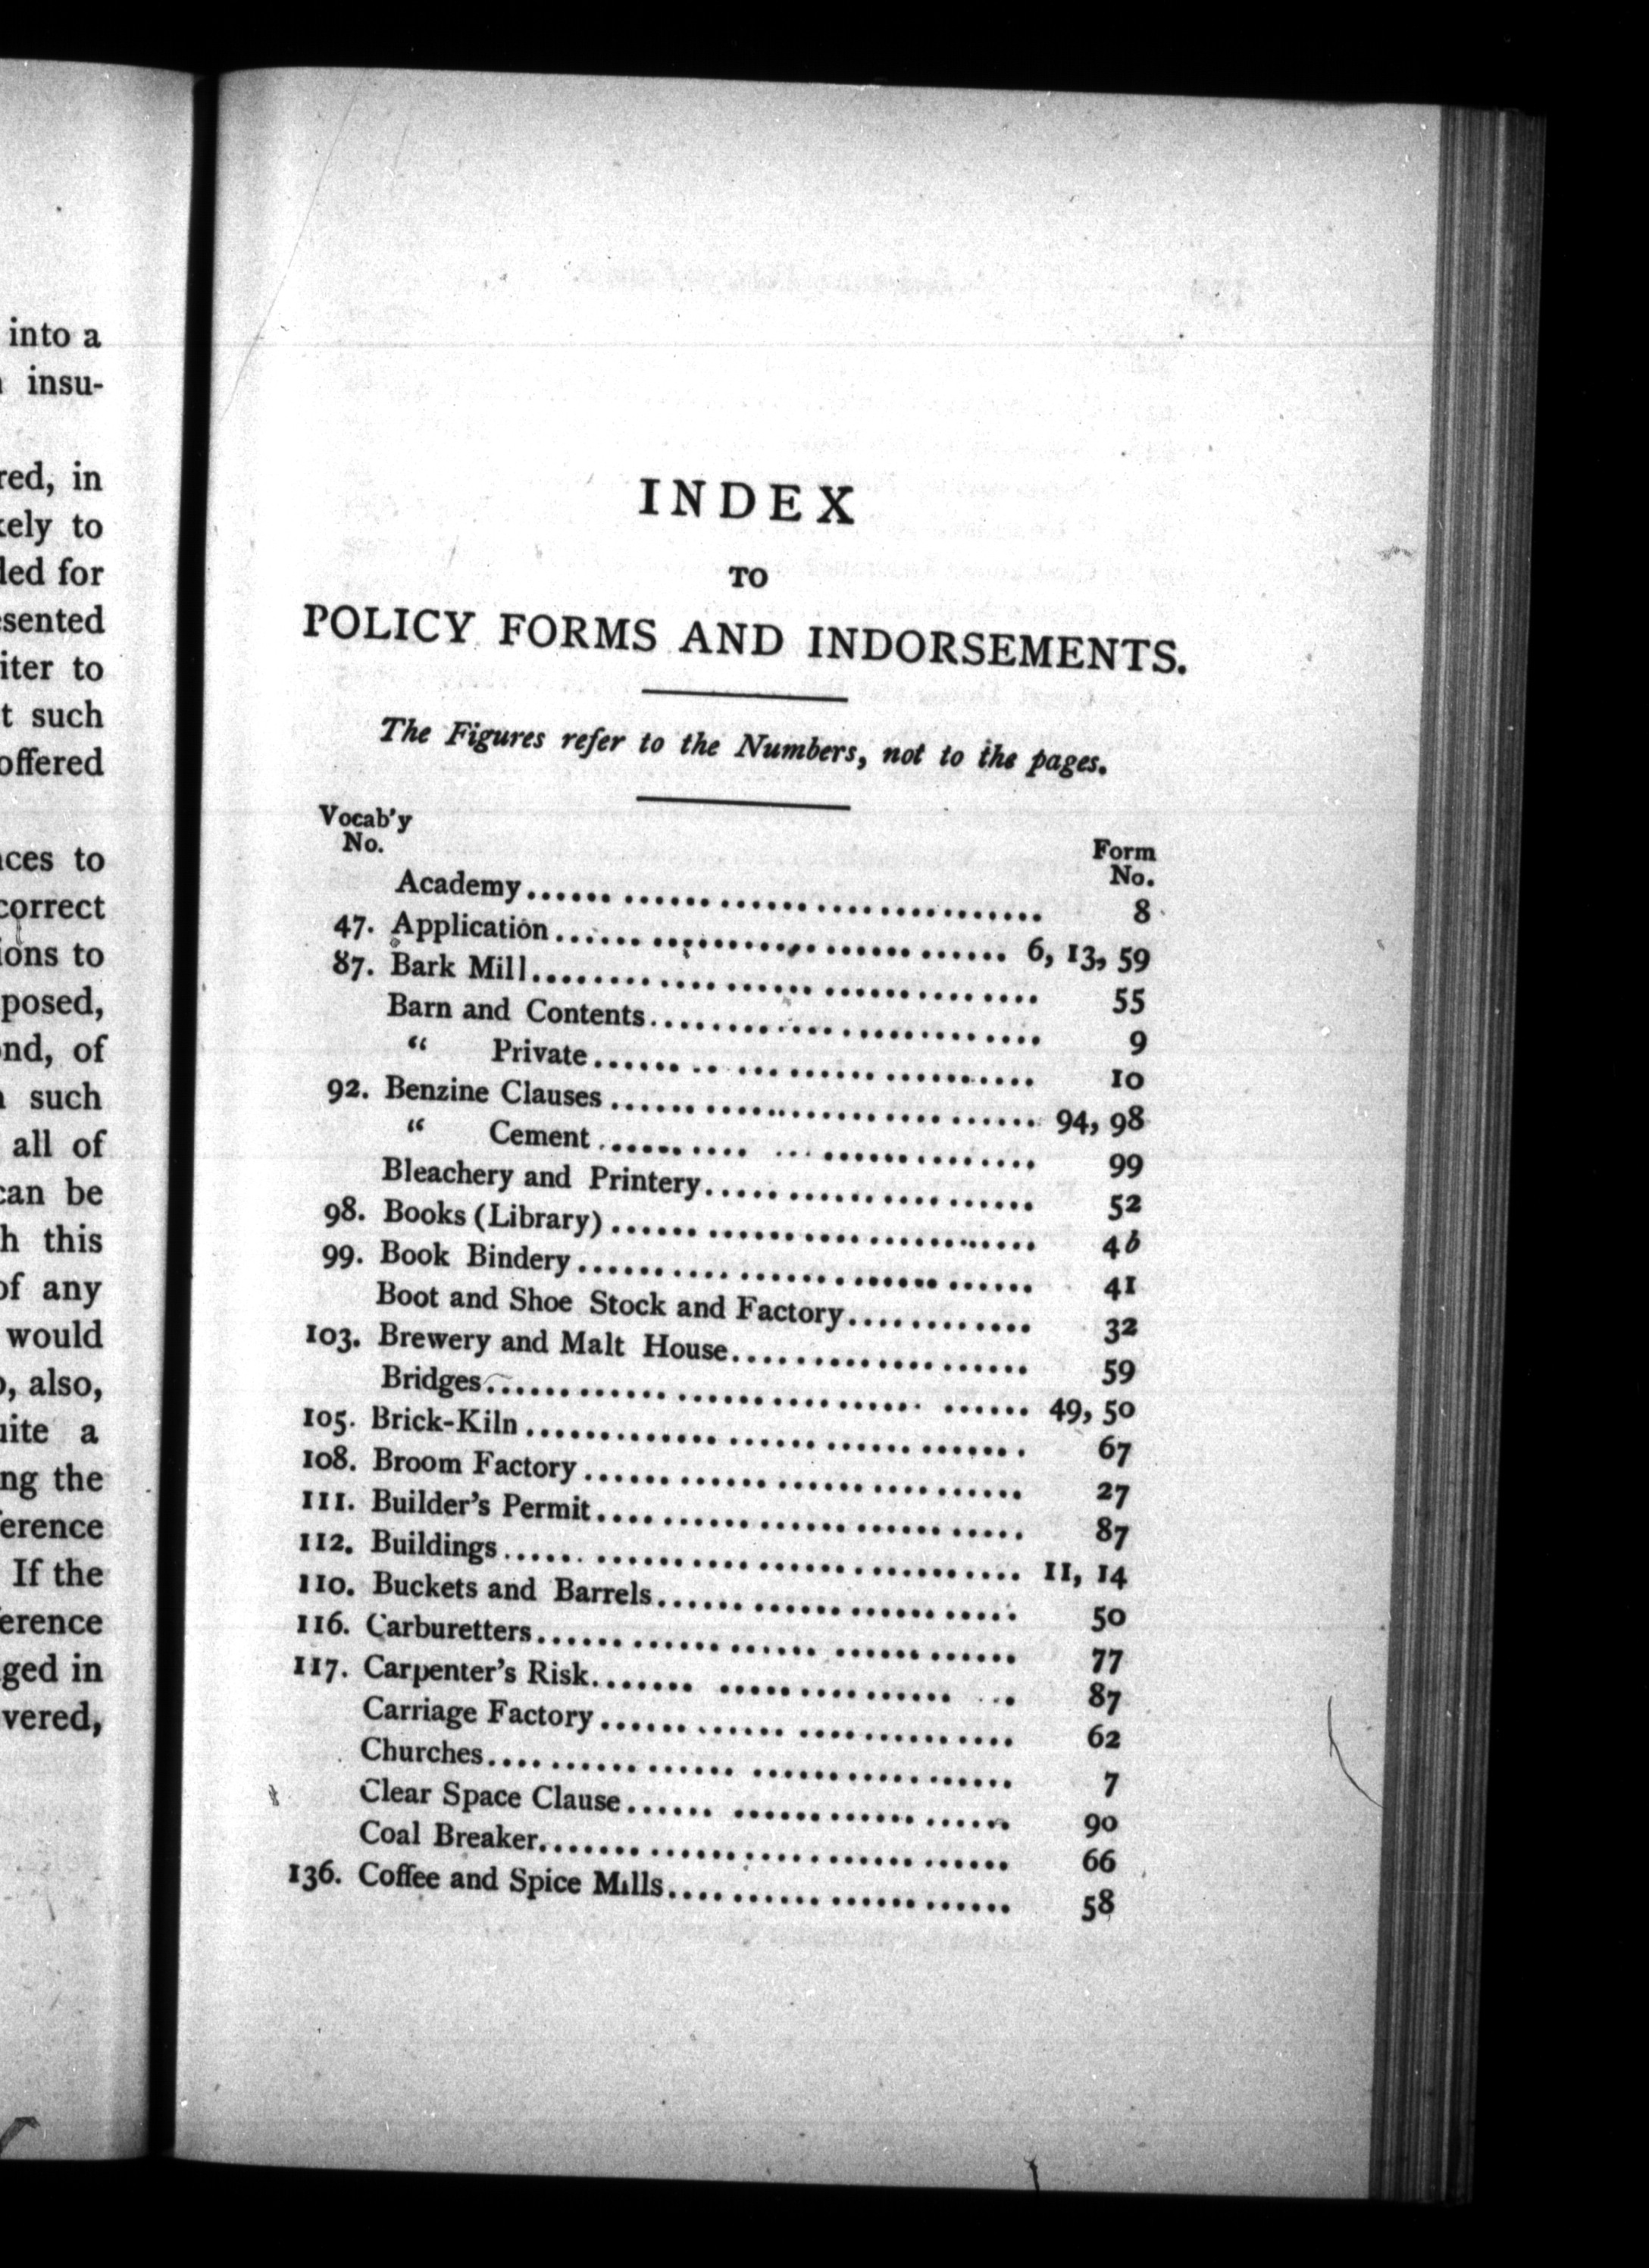 into a
insu-
red, in
kely to
led for
esented
iter to
t such
offered
nces to
correct
ions to
posed,
ond, of
such
all of
can be
h this
of any
would
o, also,
uite a
ng the
ference
If the
ference
ged in
vered,
INDEX
TO
POLICY FORMS AND INDORSEMENTS.
The Figures refer to the Numbers, not to the pages.
Vocab'y
No.
Form
No.
Academy........................................ 8
47. Application.................................... 6, 13, 59
87. Bark Mill........................................ 55
Barn and Contents............................... 9
“ Private.................................... 10
92. Benzine Clauses.................................. 94, 98
“ Cement.................................... 99
Bleachery and Printery.......................... 52
98. Books (Library).................................. 4b
99. Book Bindery..................................... 41
Boot and Shoe Stock and Factory............ 32
103. Brewery and Malt House........................ 59
Bridges......................................... 49, 50
105. Brick-Kiln....................................... 67
108. Broom Factory................................... 27
111. Builder's Permit................................. 87
112. Buildings........................................ 11, 14
110. Buckets and Barrels............................. 50
116. Carburetters..................................... 77
117. Carpenter's Risk................................. 87
Carriage Factory................................ 62
Churches........................................ 7
Clear Space Clause.............................. 90
Coal Breaker.................................... 66
136. Coffee and Spice Mills.......................... 58